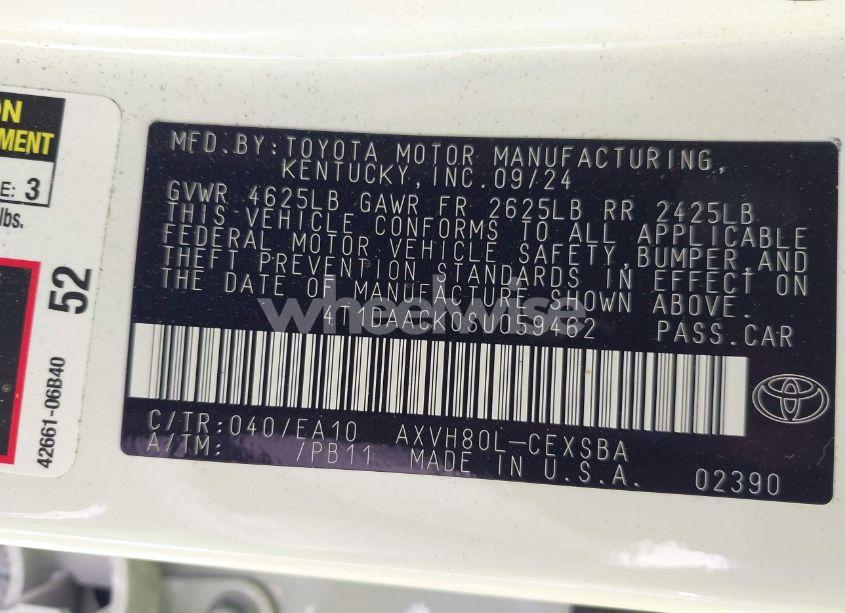 ON
EMENT
E: 3
lbs.
52
42661-06B40
MFD.BY:TOYOTA MOTOR MANUFACTURING,
KENTUCKY, INC.09/24
GVWR 4625LB GAWR FR 2625LB RR 2425LB
THIS VEHICLE CONFORMS TO ALL APPLICABLE
FEDERAL MOTOR VEHICLE SAFETY,BUMPER,AND
THEFT PREVENTION STANDARDS IN EFFECT ON
THE DATE OF MANUFACTURE SHOWN ABOVE.
wheelwise
4T1DAACK0SU059462 PASS.CAR
C/TR:040/EA10 AXVH80L-CEXSBA
A/TM: /PB11 MADE IN U.S.A. 02390